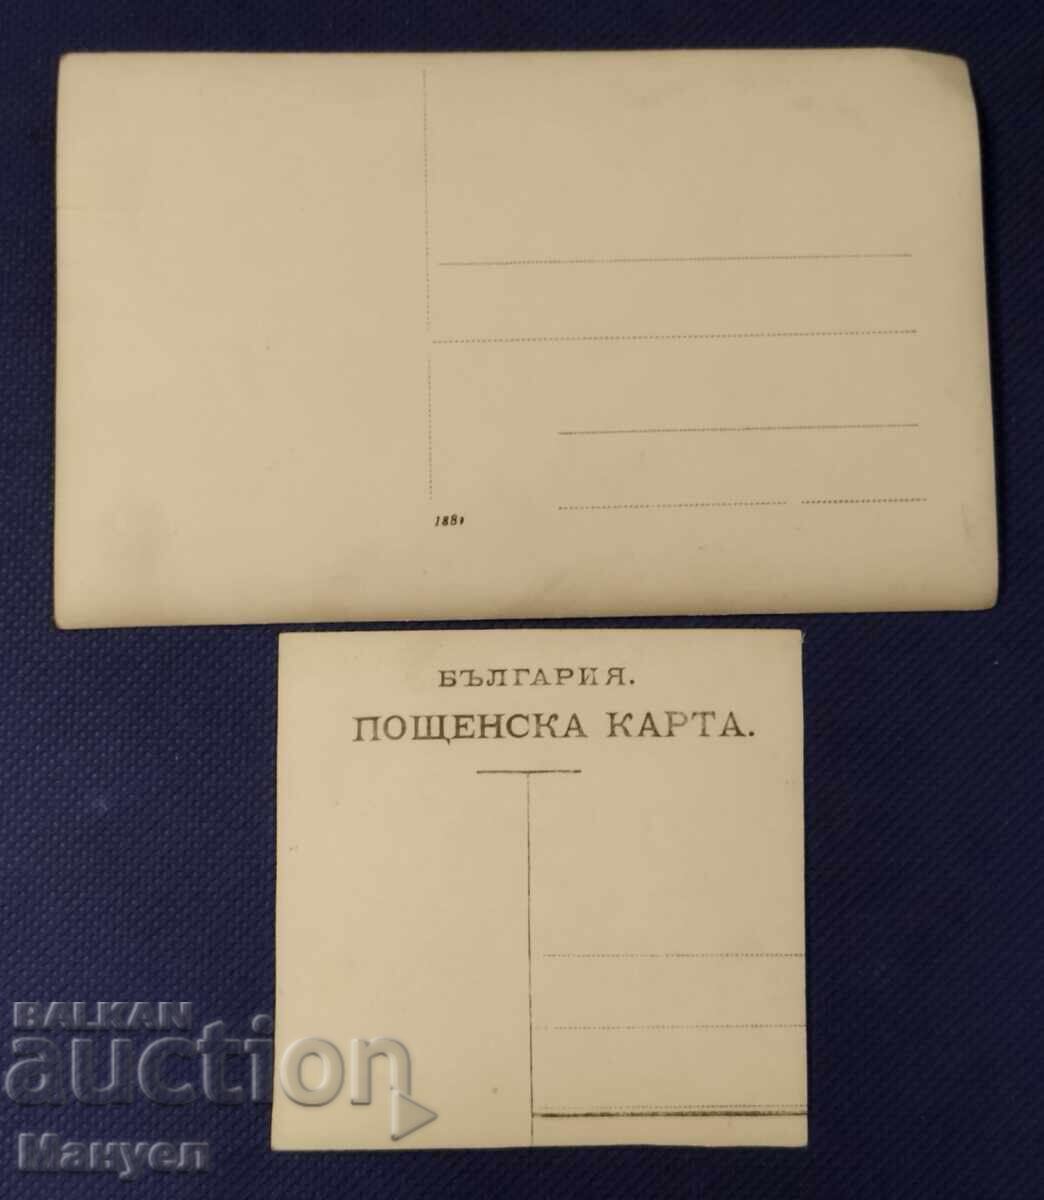 1881
БЪЛГАРИЯ.
ПОЩЕНСКА КАРТА.
BALKAN
auction
Мануел